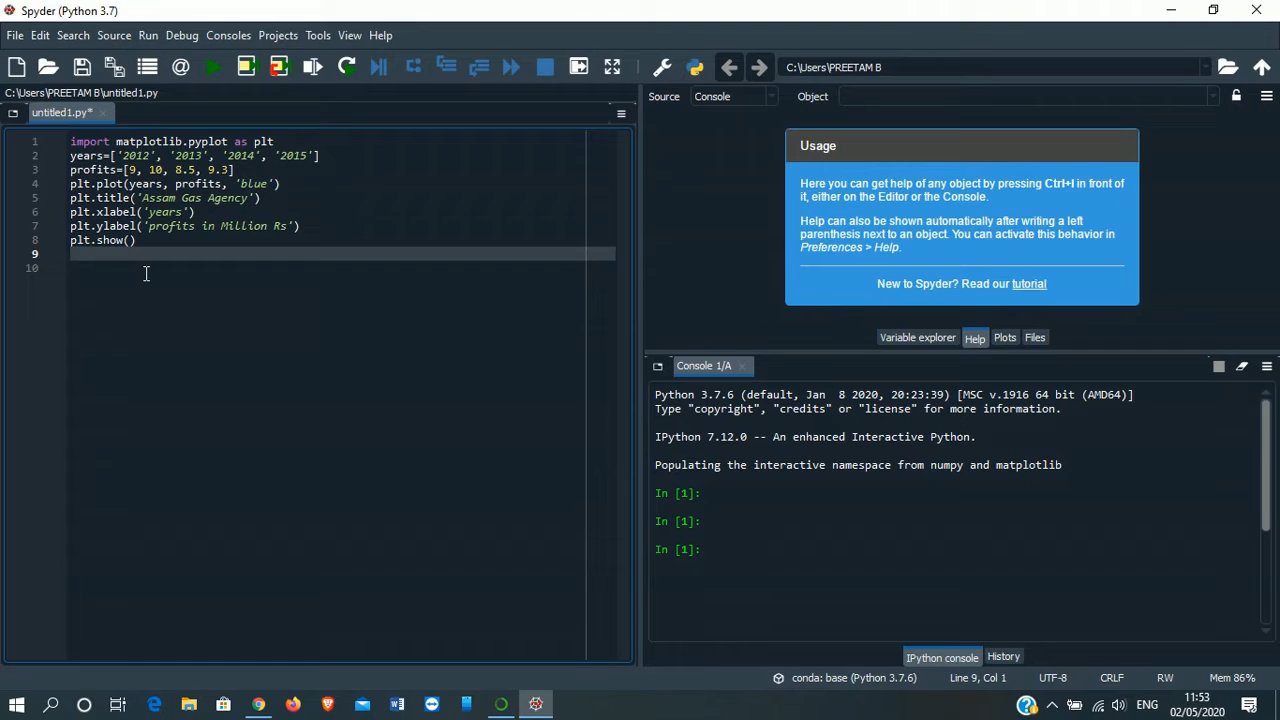 Spyder (Python 3.7)
File Edit Search Source Run Debug Consoles Projects Tools View Help
C:\Users\PREETAM B
C:\Users\PREETAM B\untitled1.py
untitled1.py*
1 import matplotlib.pyplot as plt
2 years=['2012', '2013', '2014', '2015']
3 profits=[9, 10, 8.5, 9.3]
4 plt.plot(years, profits, 'blue')
5 plt.title('Assam Gas Agency')
6 plt.xlabel('years')
7 plt.ylabel('profits in Million Rs')
8 plt.show()
9
10
Source Console Object
Usage
Here you can get help of any object by pressing Ctrl+I in front of
it, either on the Editor or the Console.
Help can also be shown automatically after writing a left
parenthesis next to an object. You can activate this behavior in
Preferences > Help.
New to Spyder? Read our tutorial
Variable explorer Help Plots Files
Console 1/A
Python 3.7.6 (default, Jan  8 2020, 20:23:39) [MSC v.1916 64 bit (AMD64)]
Type "copyright", "credits" or "license" for more information.
IPython 7.12.0 -- An enhanced Interactive Python.
Populating the interactive namespace from numpy and matplotlib
In [1]:
In [1]:
In [1]:
IPython console History
conda: base (Python 3.7.6) Line 9, Col 1 UTF-8 CRLF RW Mem 86%
ENG
11:53
02/05/2020